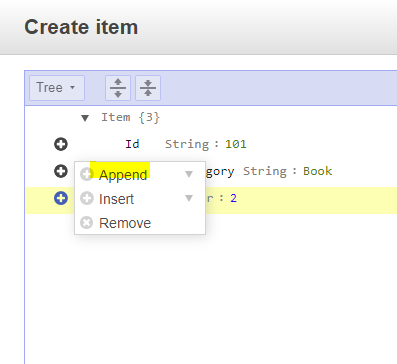 Create item
Tree
Item {3}
Id String : 101
gory String : Book
r : 2
Append
Insert
Remove